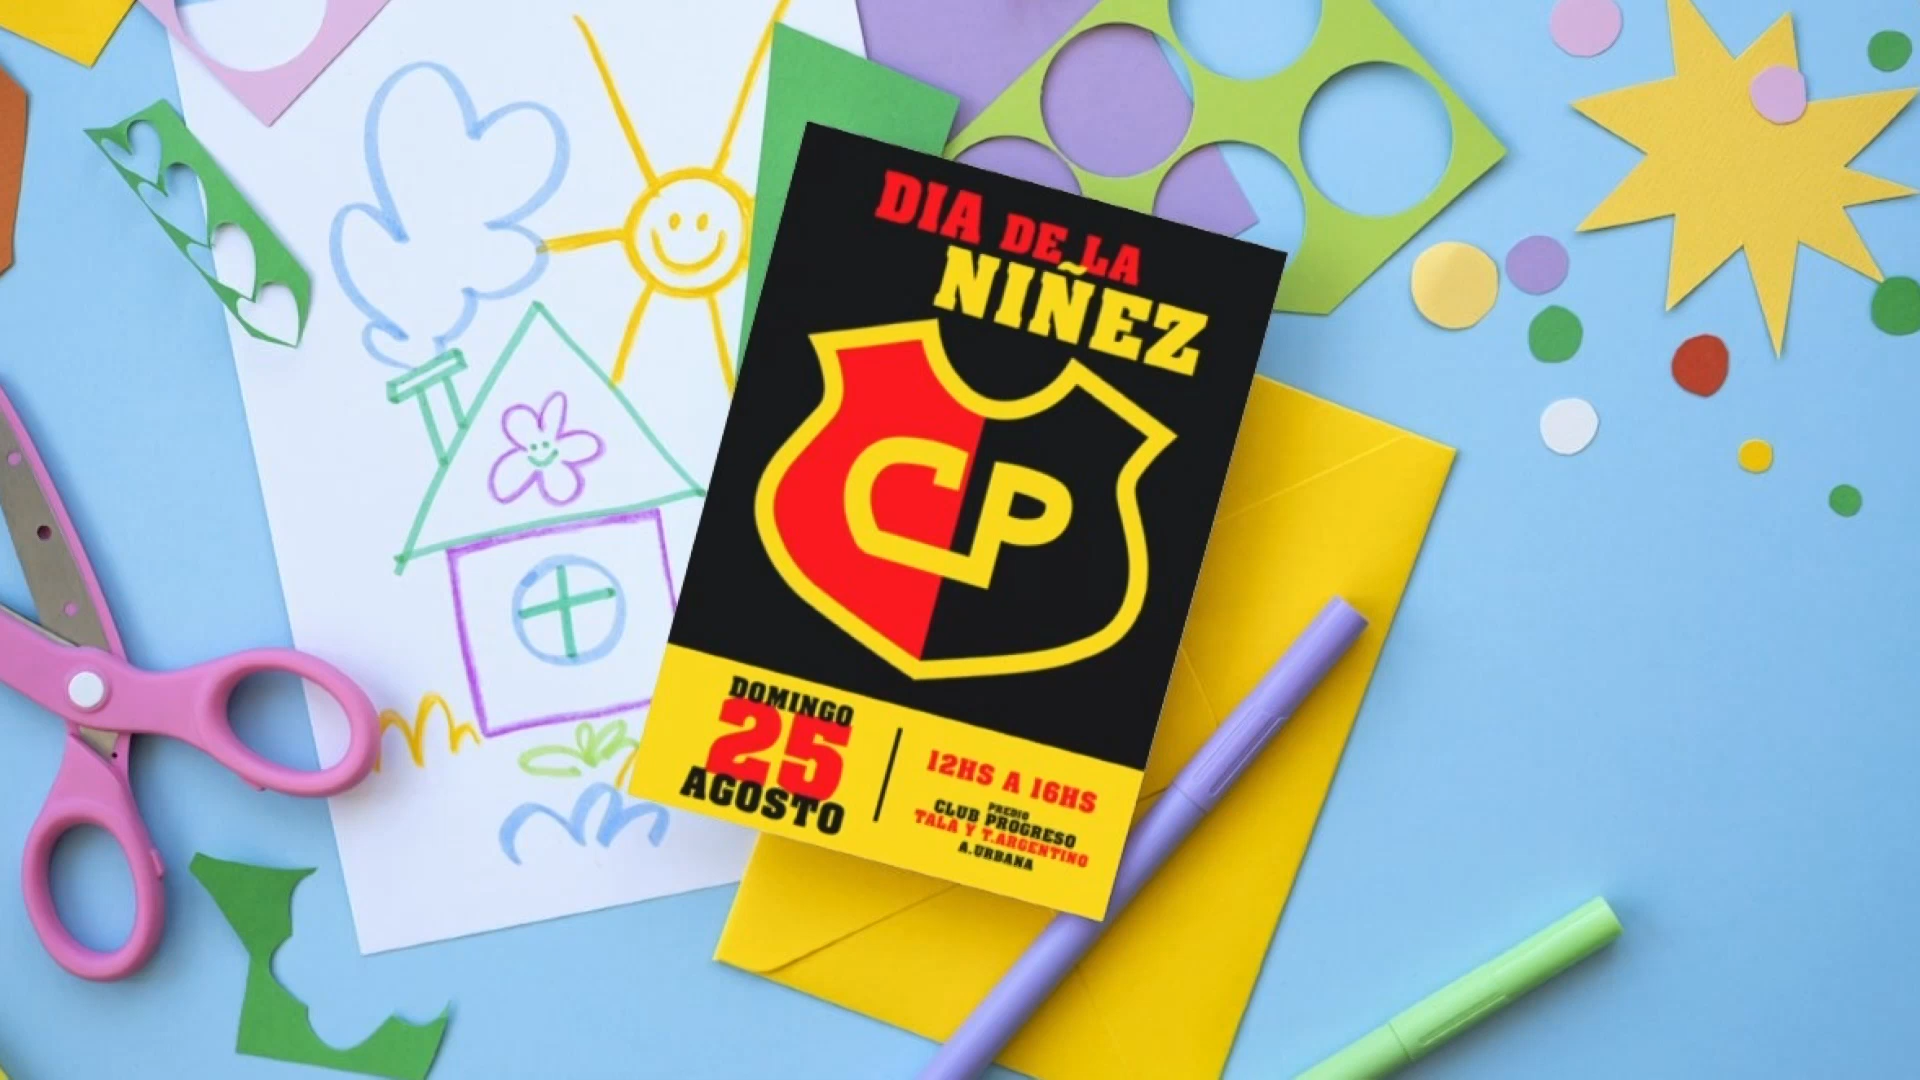 DIA DE LA
NIÑEZ
CP
DOMINGO
25
AGOSTO
12HS A 16HS
PREDIO
CLUB PROGRESO
TALA Y T.ARGENTINO
A.URBANA